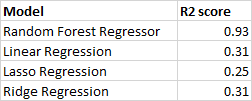 Model R2 score
Random Forest Regressor 0.93
Linear Regression 0.31
Lasso Regression 0.25
Ridge Regression 0.31